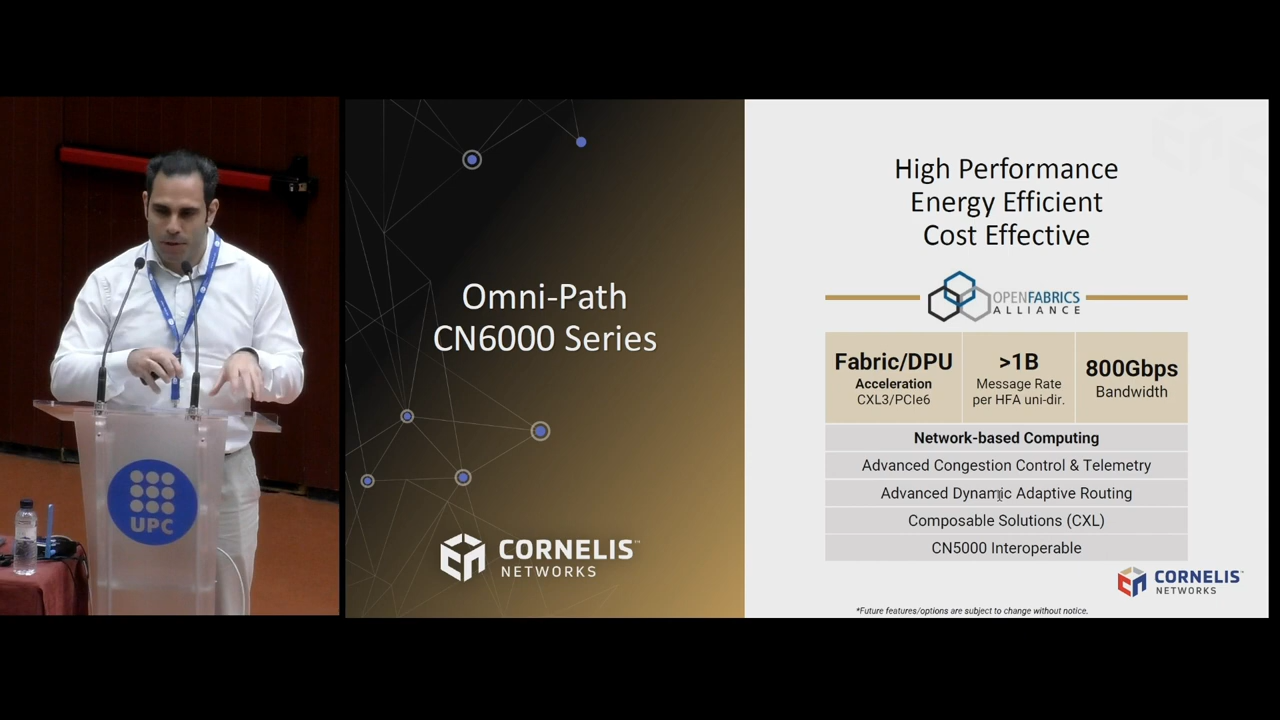 UPC
Omni-Path
CN6000 Series
CORNELIS™
NETWORKS
High Performance
Energy Efficient
Cost Effective
OPENFABRICS
ALLIANCE
Fabric/DPU
Acceleration
CXL3/PCIe6
>1B
Message Rate
per HFA uni-dir.
800Gbps
Bandwidth
Network-based Computing
Advanced Congestion Control & Telemetry
Advanced Dynamic Adaptive Routing
Composable Solutions (CXL)
CN5000 Interoperable
CORNELIS™
NETWORKS
*Future features/options are subject to change without notice.